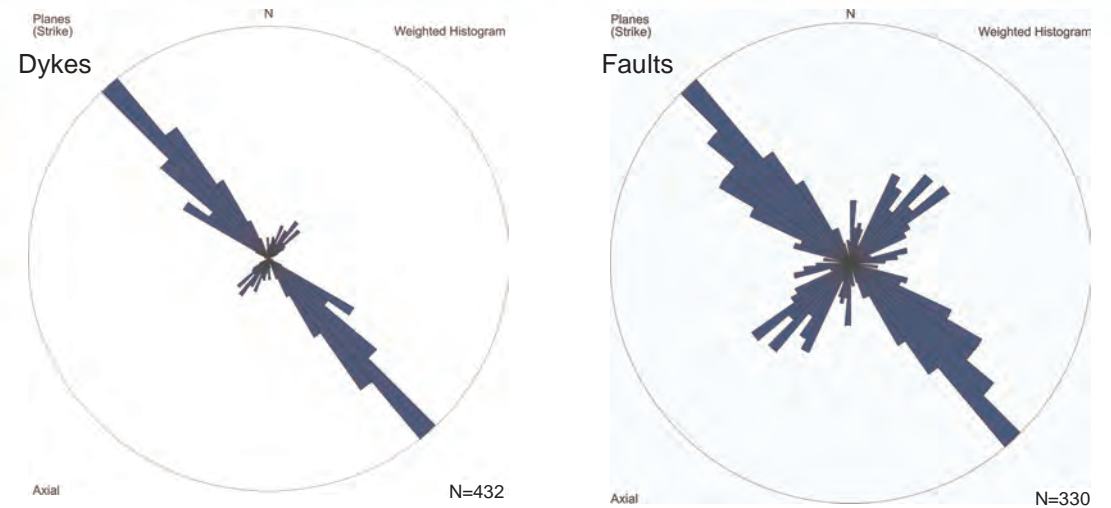 Planes
(Strike)
N
Weighted Histogram
Dykes
Axial
N=432
Planes
(Strike)
N
Weighted Histogram
Faults
Axial
N=330